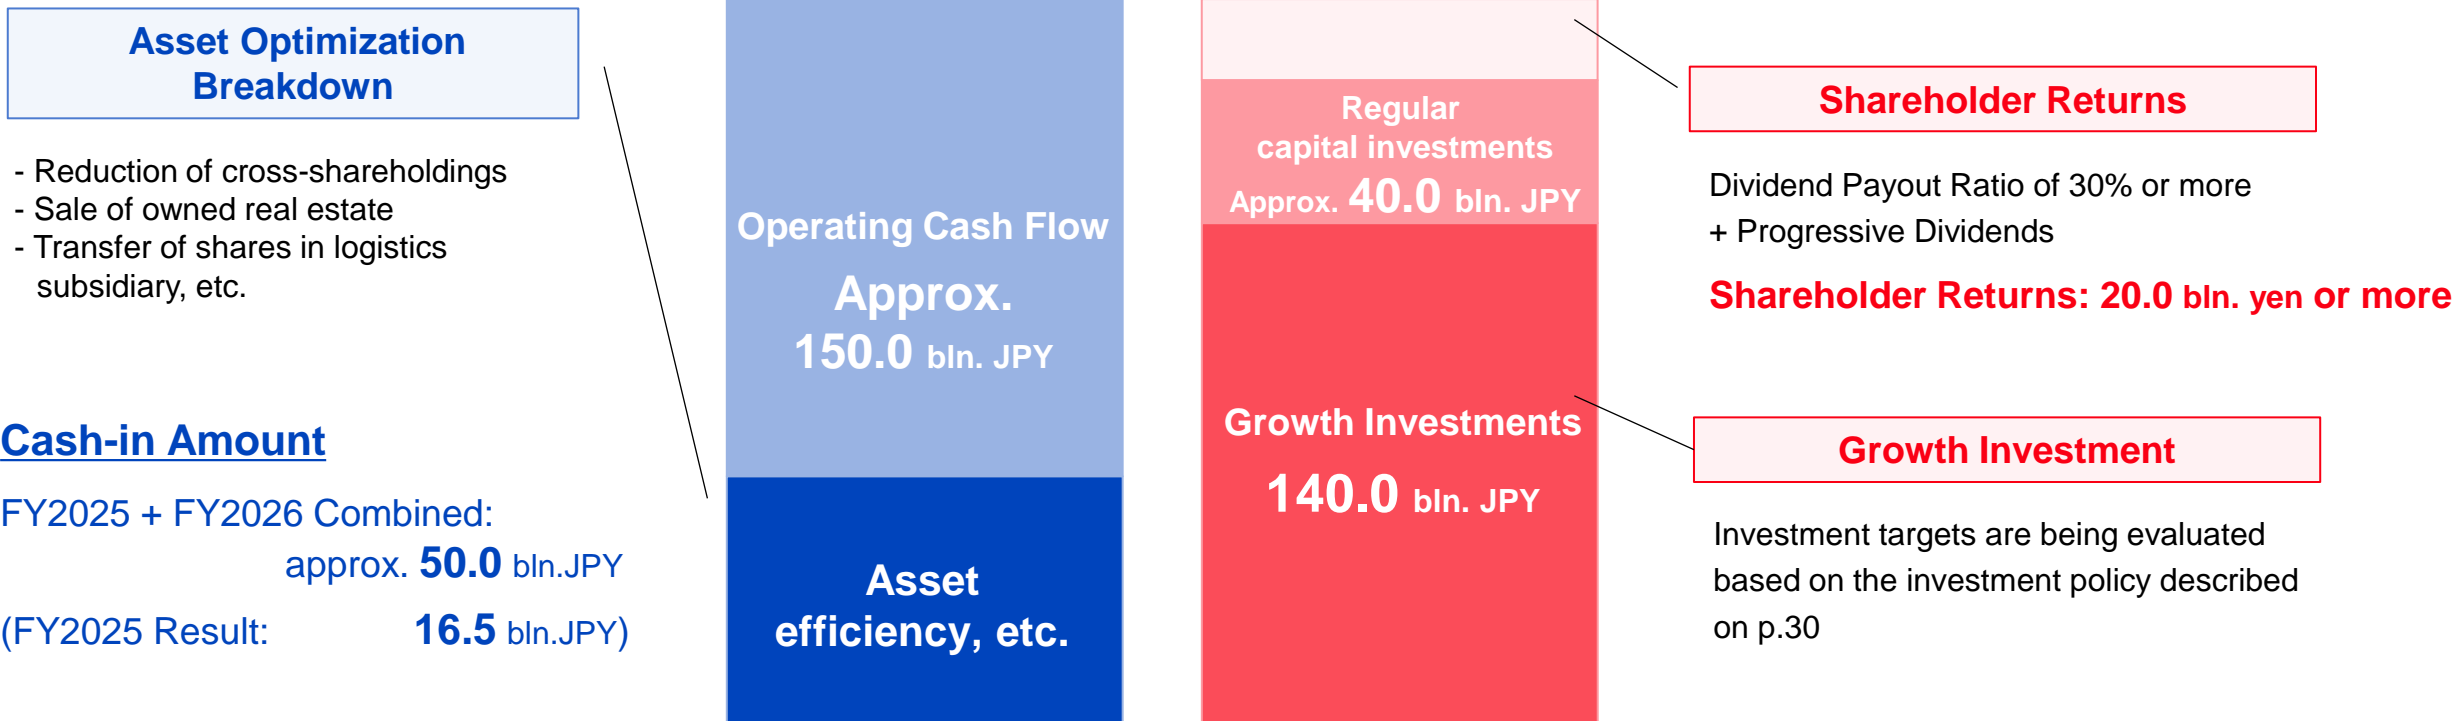 Asset Optimization
Breakdown
- Reduction of cross-shareholdings
- Sale of owned real estate
- Transfer of shares in logistics
subsidiary, etc.
Cash-in Amount
FY2025 + FY2026 Combined:
approx. 50.0 bln.JPY
(FY2025 Result: 16.5 bln.JPY)
Operating Cash Flow
Approx.
150.0 bln. JPY
Asset
efficiency, etc.
Regular
capital investments
Approx. 40.0 bln. JPY
Growth Investments
140.0 bln. JPY
Shareholder Returns
Dividend Payout Ratio of 30% or more
+ Progressive Dividends
Shareholder Returns: 20.0 bln. yen or more
Growth Investment
Investment targets are being evaluated
based on the investment policy described
on p.30